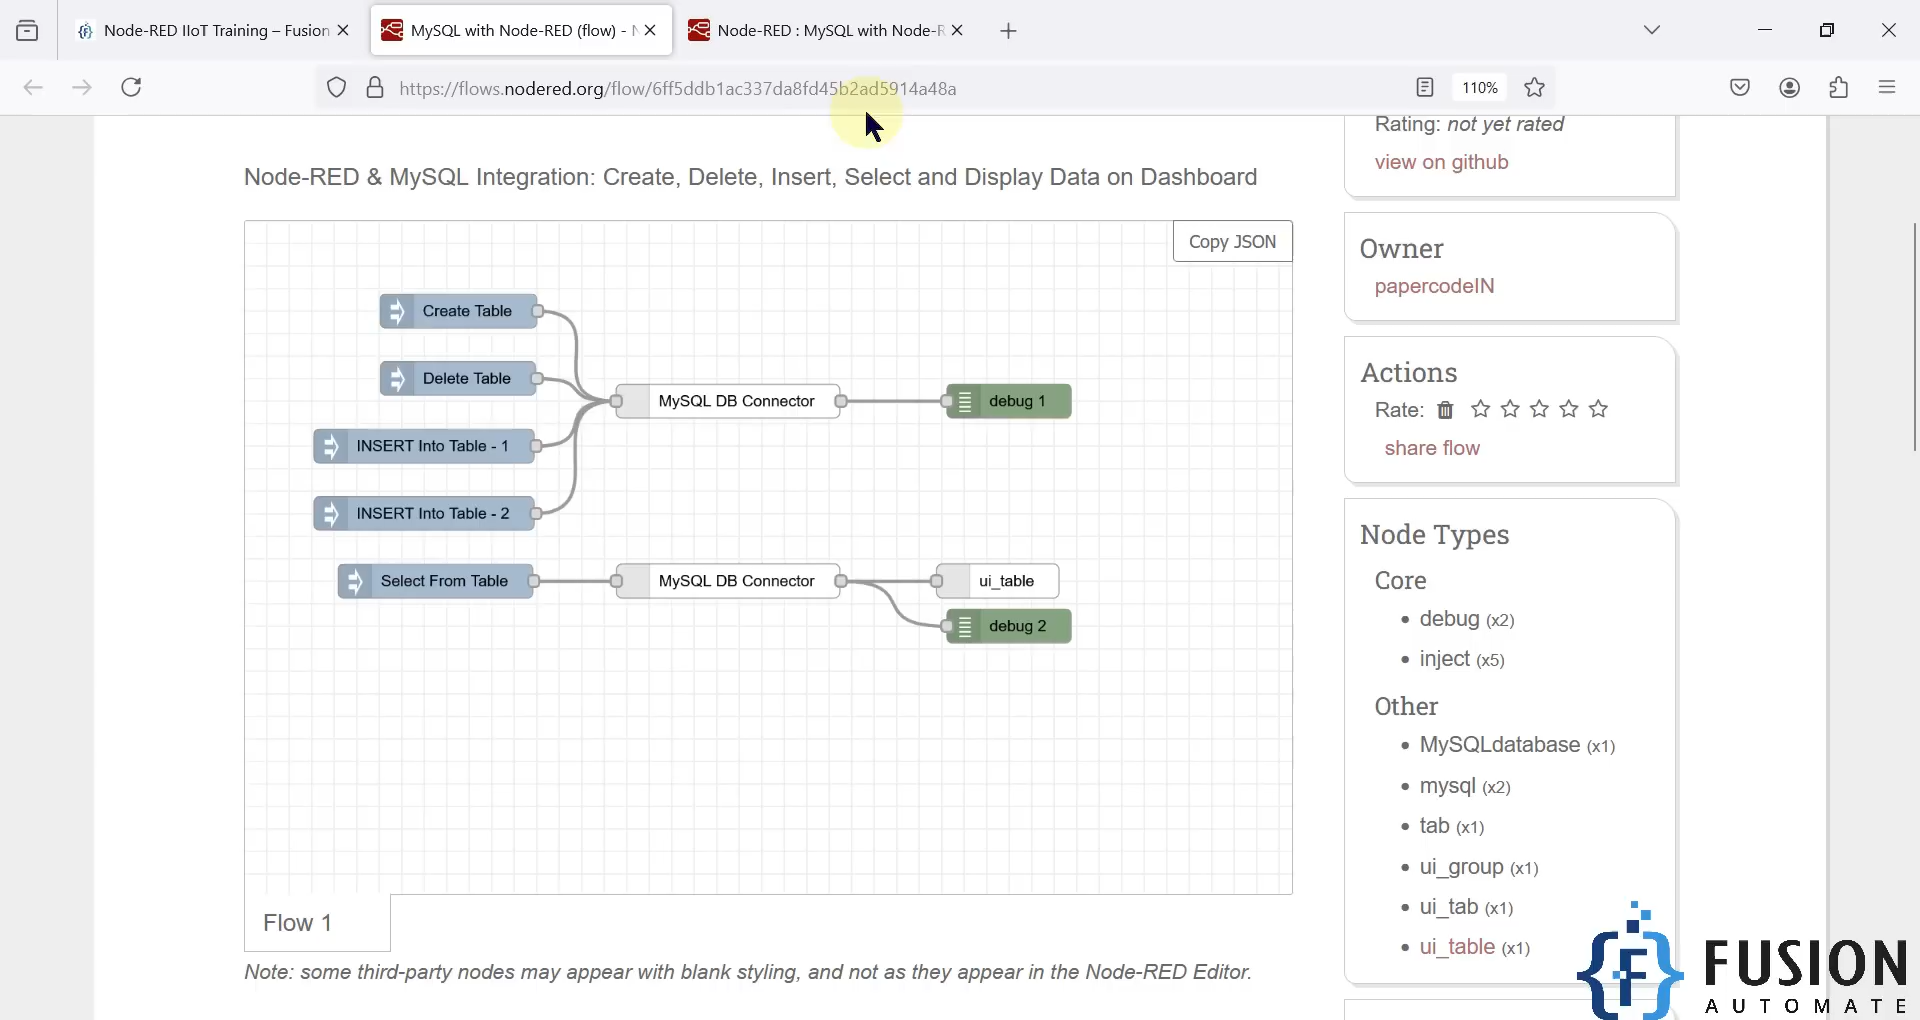 Node-RED IIoT Training – Fusion
MySQL with Node-RED (flow) - N
Node-RED : MySQL with Node-R
https://flows.nodered.org/flow/6ff5ddb1ac337da8fd45b2ad5914a48a
110%
Node-RED & MySQL Integration: Create, Delete, Insert, Select and Display Data on Dashboard
Copy JSON
Create Table
Delete Table
MySQL DB Connector
debug 1
INSERT Into Table - 1
INSERT Into Table - 2
Select From Table
MySQL DB Connector
ui_table
debug 2
Flow 1
Note: some third-party nodes may appear with blank styling, and not as they appear in the Node-RED Editor.
Rating: not yet rated
view on github
Owner
papercodeIN
Actions
Rate:
share flow
Node Types
Core
debug (x2)
inject (x5)
Other
MySQLdatabase (x1)
mysql (x2)
tab (x1)
ui_group (x1)
ui_tab (x1)
ui_table (x1)
FUSION
AUTOMATE